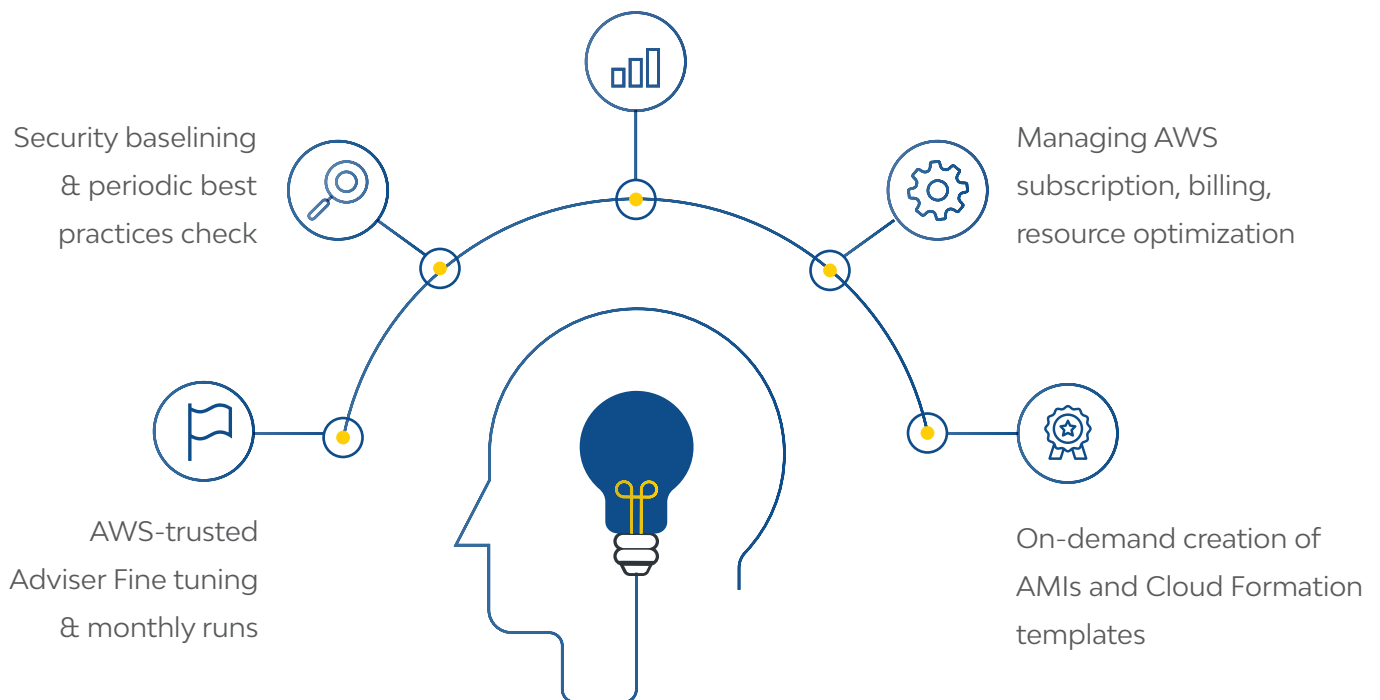 Security baselining
& periodic best
practices check
Managing AWS
subscription, billing,
resource optimization
AWS-trusted
Adviser Fine tuning
& monthly runs
On-demand creation of
AMIs and Cloud Formation
templates